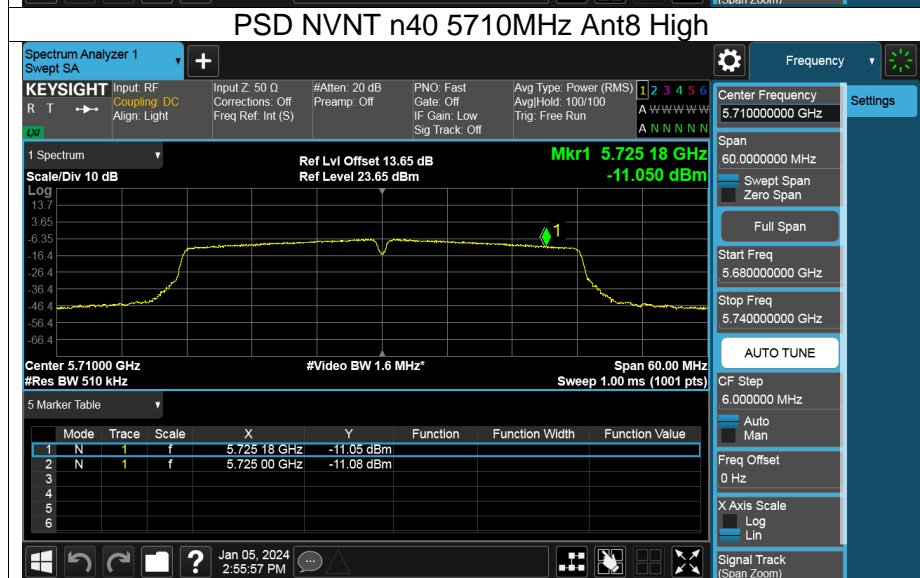 (Span Zoom)
PSD NVNT n40 5710MHz Ant8 High
Spectrum Analyzer 1
Swept SA
+
Frequency
KEYSIGHT
R T
LXI
Input: RF
Coupling: DC
Align: Light
Input Z: 50 Ω
Corrections: Off
Freq Ref: Int (S)
#Atten: 20 dB
Preamp: Off
PNO: Fast
Gate: Off
IF Gain: Low
Sig Track: Off
Avg Type: Power (RMS)
Avg|Hold: 100/100
Trig: Free Run
1 2 3 4 5 6
A W W W W W
A N N N N N
1 Spectrum
Scale/Div 10 dB
Ref Lvl Offset 13.65 dB
Ref Level 23.65 dBm
Mkr1 5.725 18 GHz
-11.050 dBm
Log
13.7
3.65
-6.35
-16.4
-26.4
-36.4
-46.4
-56.4
-66.4
1
Center 5.71000 GHz
#Video BW 1.6 MHz*
Span 60.00 MHz
#Res BW 510 kHz
Sweep 1.00 ms (1001 pts)
5 Marker Table
Mode Trace Scale X Y Function Function Width Function Value
1 N 1 f 5.725 18 GHz -11.05 dBm
2 N 1 f 5.725 00 GHz -11.08 dBm
3
4
5
6
Jan 05, 2024
2:55:57 PM
Center Frequency
5.710000000 GHz
Settings
Span
60.0000000 MHz
Swept Span
Zero Span
Full Span
Start Freq
5.680000000 GHz
Stop Freq
5.740000000 GHz
AUTO TUNE
CF Step
6.000000 MHz
Auto
Man
Freq Offset
0 Hz
X Axis Scale
Log
Lin
Signal Track
(Span Zoom)